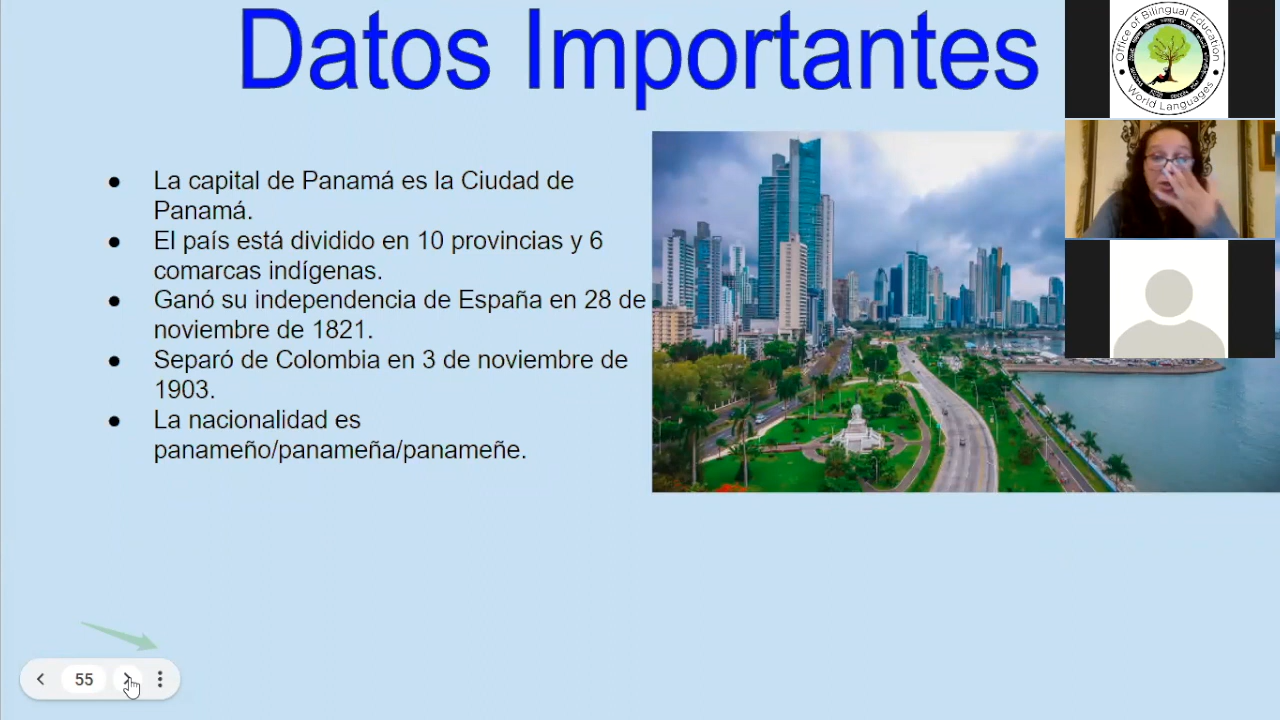 Datos Importantes
● La capital de Panamá es la Ciudad de
Panamá.
● El país está dividido en 10 provincias y 6
comarcas indígenas.
● Ganó su independencia de España en 28 de
noviembre de 1821.
● Separó de Colombia en 3 de noviembre de
1903.
● La nacionalidad es
panameño/panameña/panameñe.
Office of Bilingual Education
World Languages
55